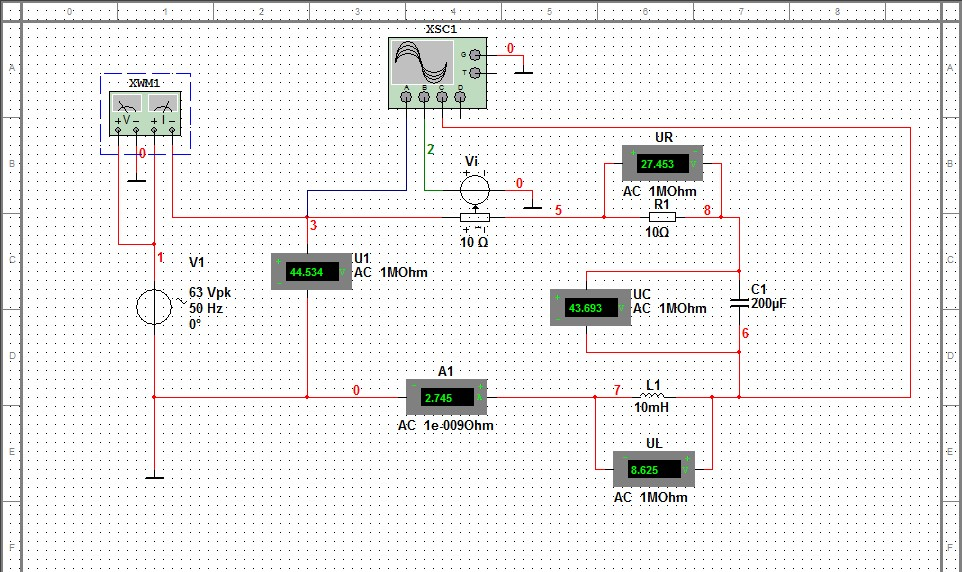 0 1 2 3 4 5 6 7 8
XSC1
A
A
G
T
0
A B C D
XWM1
+ V - + I -
0
B
B
2
Vi
+ -
0
UR
+ -
27.453 V
AC 1MOhm
R1
5
8
10Ω
3
+ -
10 Ω
1
C
C
V1
63 Vpk
50 Hz
0°
+
44.534 V
-
U1
AC 1MOhm
+
43.693 V
-
UC
AC 1MOhm
C1
200µF
6
D
D
0
A1
- +
2.745 A
AC 1e-009Ohm
7
L1
10mH
E
E
UL
- +
8.625 V
AC 1MOhm
F
F